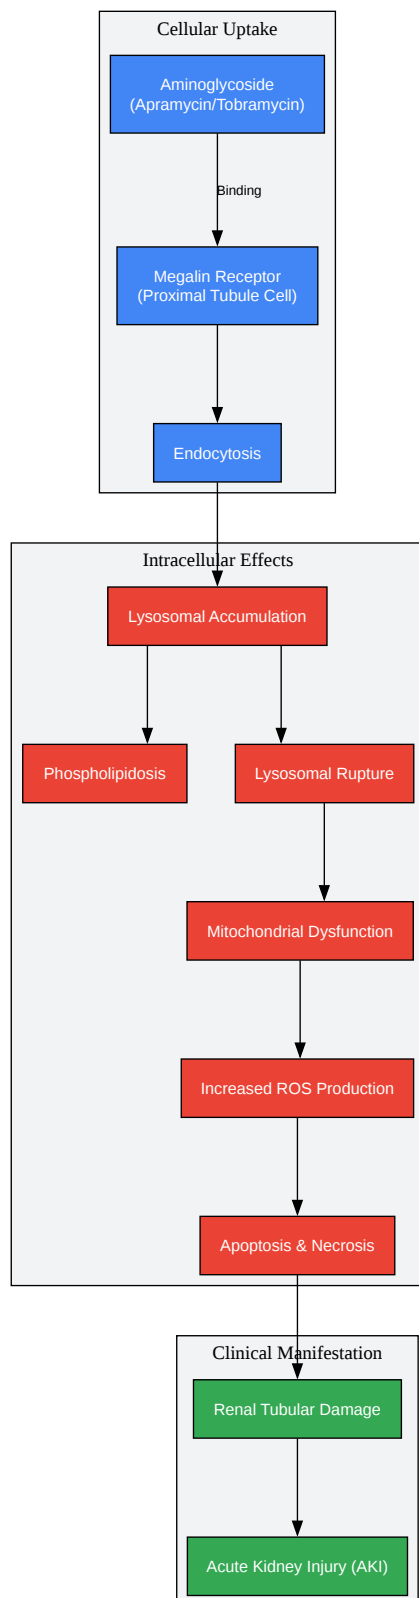 Cellular Uptake
Aminoglycoside
(Apramycin/Tobramycin)
Binding
Megalin Receptor
(Proximal Tubule Cell)
Endocytosis
Intracellular Effects
Lysosomal Accumulation
Phospholipidosis
Lysosomal Rupture
Mitochondrial Dysfunction
Increased ROS Production
Apoptosis & Necrosis
Clinical Manifestation
Renal Tubular Damage
Acute Kidney Injury (AKI)